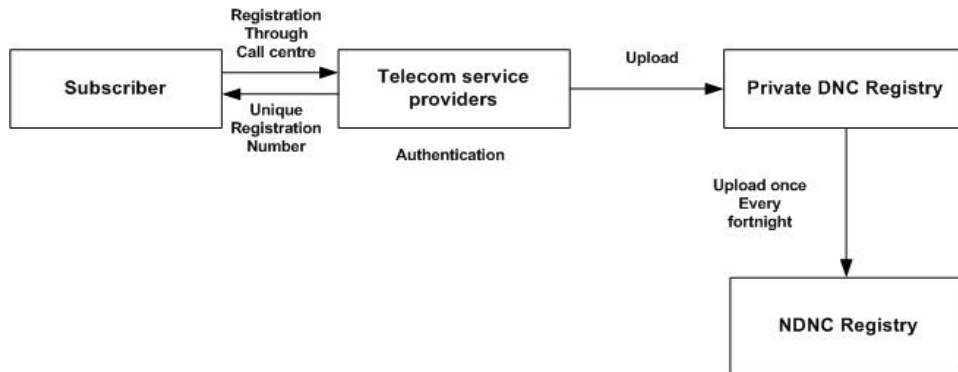 Registration
Through
Call centre
Subscriber
Telecom service
providers
Upload
Private DNC Registry
Unique
Registration
Number
Authentication
Upload once
Every
fortnight
NDNC Registry